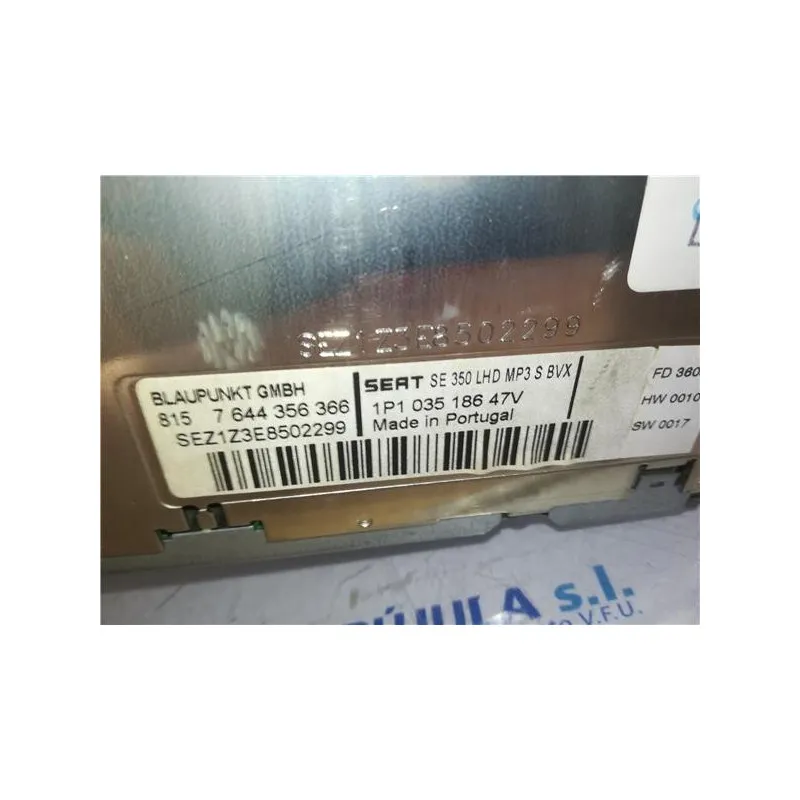 SEZ1Z3E8502299
BLAUPUNKT GMBH
815 7 644 356 366
SEZ1Z3E8502299
SEAT SE 350 LHD MP3 S BVX
1P1 035 186 47V
Made in Portugal
FD 360
HW 0010
SW 0017
RÚJULA s.l.
V.F.U.